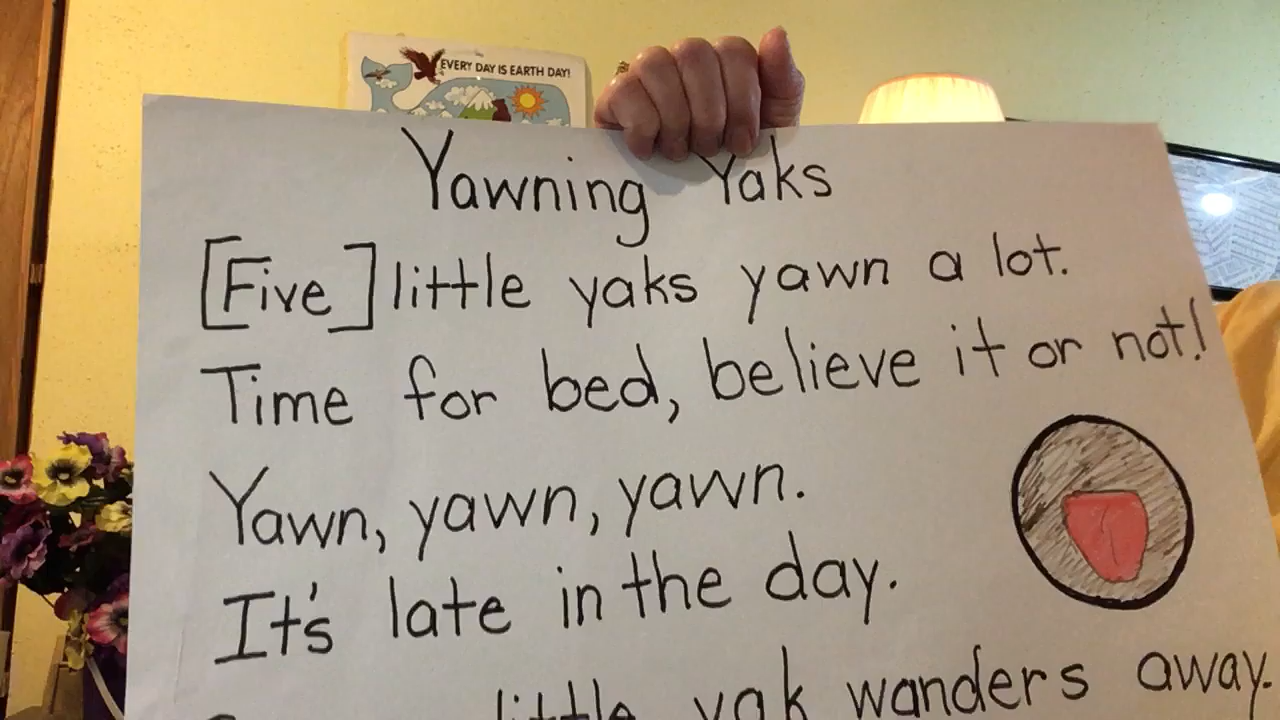 EVERY DAY IS EARTH DAY!
Yawning Yaks
[Five] little yaks yawn a lot.
Time for bed, believe it or not!
Yawn, yawn, yawn.
It's late in the day.
little yak wanders away.